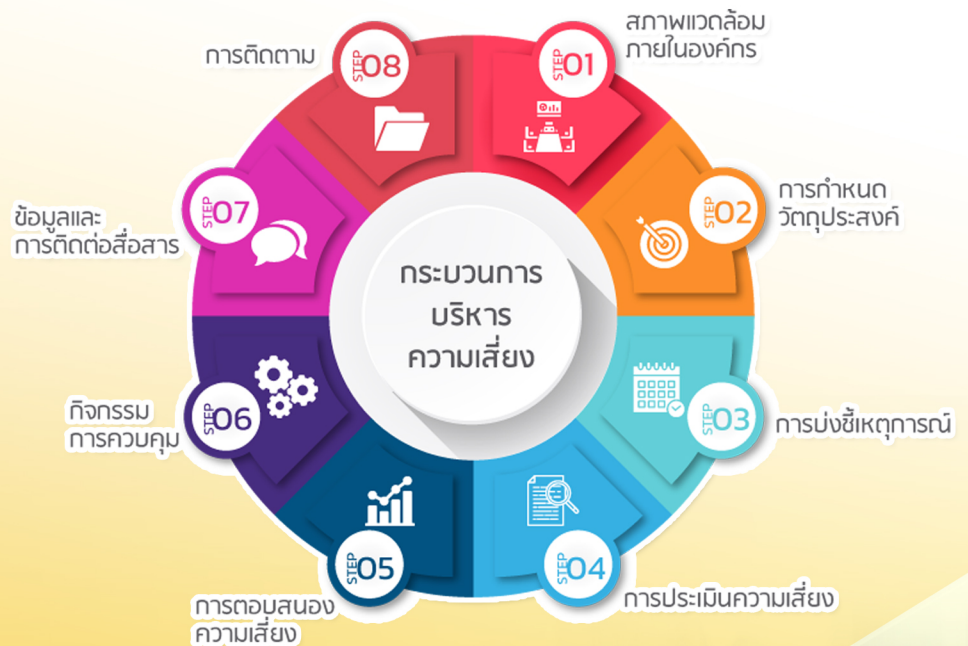 กระบวนการ
บริหาร
ความเสี่ยง
STEP 01
สภาพแวดล้อม
ภายในองค์กร
STEP 02
การกำหนด
วัตถุประสงค์
STEP 03
การบ่งชี้เหตุการณ์
STEP 04
การประเมินความเสี่ยง
STEP 05
การตอบสนอง
ความเสี่ยง
STEP 06
กิจกรรม
การควบคุม
STEP 07
ข้อมูลและ
การติดต่อสื่อสาร
STEP 08
การติดตาม